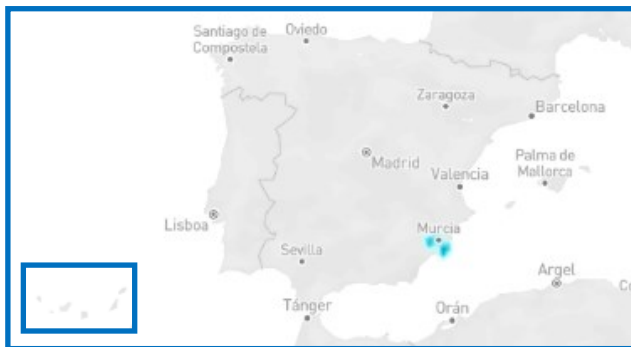 Santiago de
Compostela
Oviedo
Zaragoza
Barcelona
Madrid
Palma de
Mallorca
Valencia
Lisboa
Murcia
Sevilla
Argel
Tánger
Orán